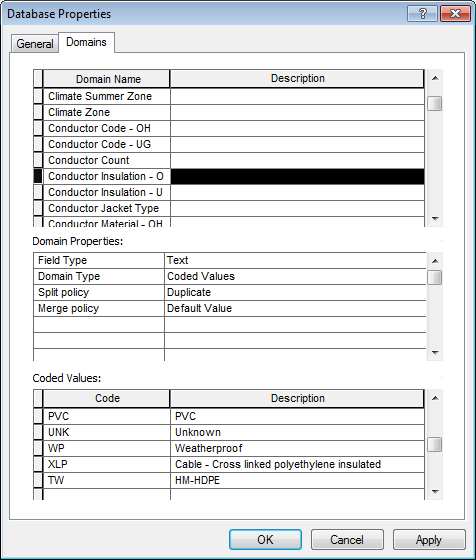 Database Properties
General Domains
Domain Name Description
Climate Summer Zone
Climate Zone
Conductor Code - OH
Conductor Code - UG
Conductor Count
Conductor Insulation - O
Conductor Insulation - U
Conductor Jacket Type
Conductor Material - OH
Domain Properties:
Field Type Text
Domain Type Coded Values
Split policy Duplicate
Merge policy Default Value
Coded Values:
Code Description
PVC PVC
UNK Unknown
WP Weatherproof
XLP Cable - Cross linked polyethylene insulated
TW HM-HDPE
OK Cancel Apply